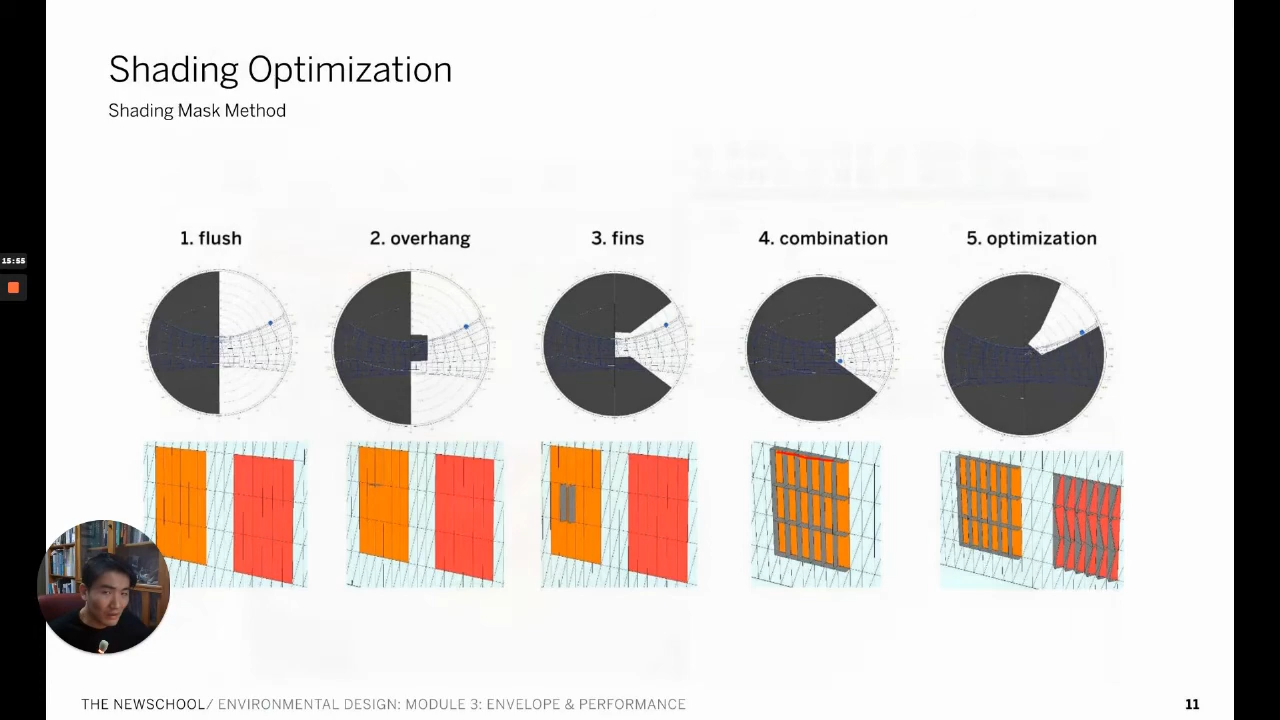 Shading Optimization
Shading Mask Method
1. flush
2. overhang
3. fins
4. combination
5. optimization
15:55
THE NEWSCHOOL/ ENVIRONMENTAL DESIGN: MODULE 3: ENVELOPE & PERFORMANCE
11